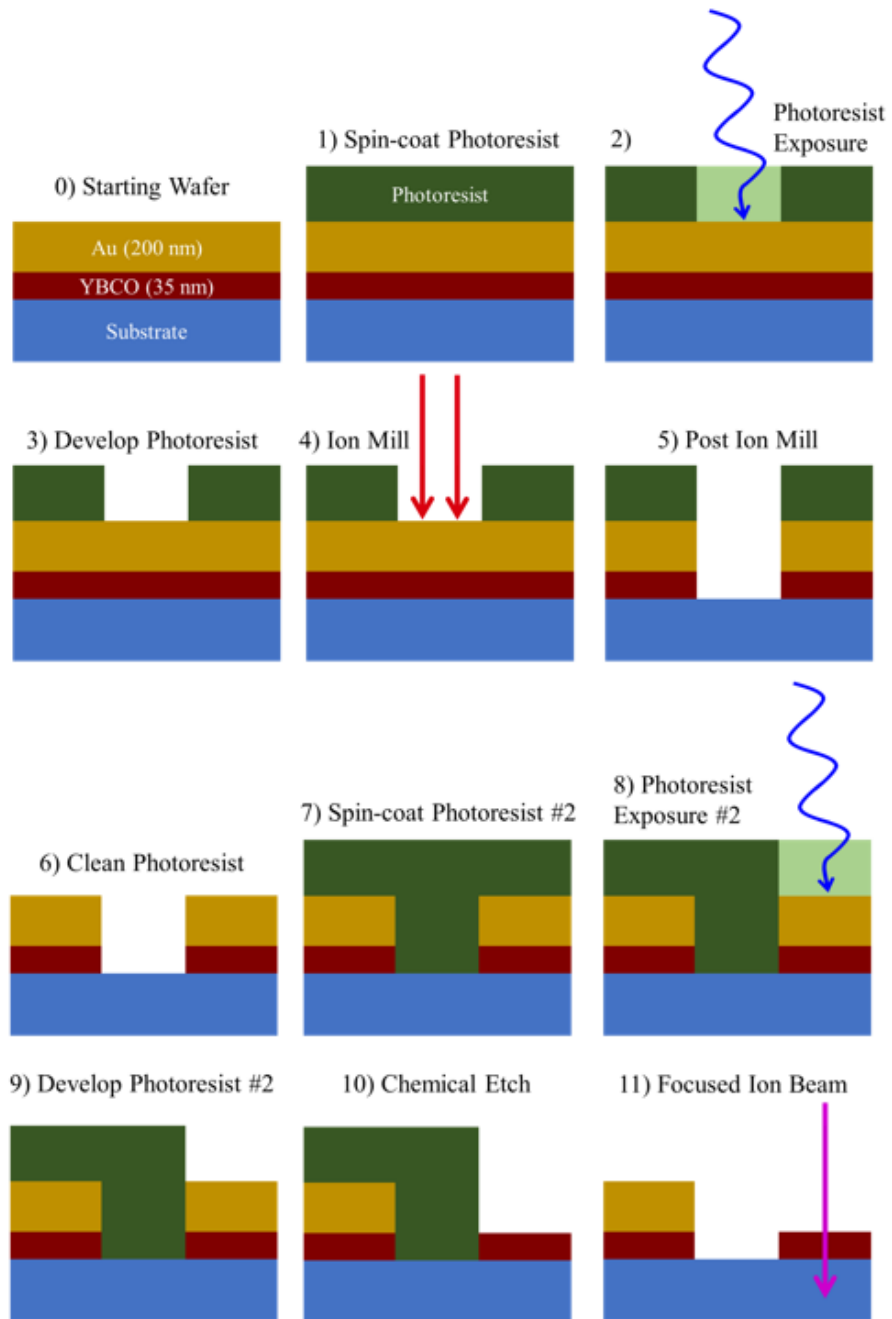 Photoresist
Exposure
1) Spin-coat Photoresist
2)
0) Starting Wafer
Photoresist
Au (200 nm)
YBCO (35 nm)
Substrate
3) Develop Photoresist
4) Ion Mill
5) Post Ion Mill
8) Photoresist
Exposure #2
7) Spin-coat Photoresist #2
6) Clean Photoresist
9) Develop Photoresist #2
10) Chemical Etch
11) Focused Ion Beam